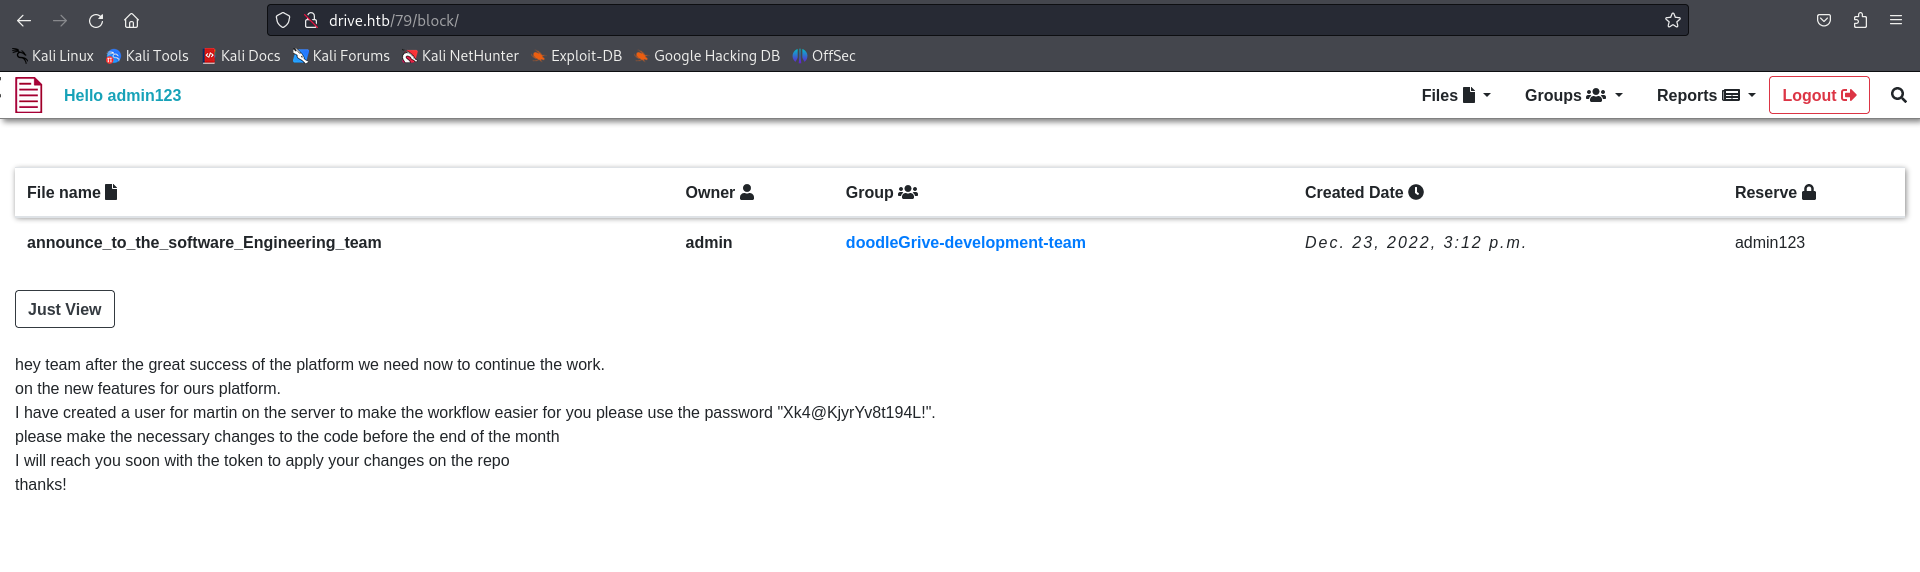 drive.htb/79/block/
Kali Linux Kali Tools Kali Docs Kali Forums Kali NetHunter Exploit-DB Google Hacking DB OffSec
Hello admin123 Files Groups Reports Logout
File name Owner Group Created Date Reserve
announce_to_the_software_Engineering_team admin doodleGrive-development-team Dec. 23, 2022, 3:12 p.m. admin123
Just View
hey team after the great success of the platform we need now to continue the work.
on the new features for ours platform.
I have created a user for martin on the server to make the workflow easier for you please use the password "Xk4@KjyrYv8t194L!".
please make the necessary changes to the code before the end of the month
I will reach you soon with the token to apply your changes on the repo
thanks!